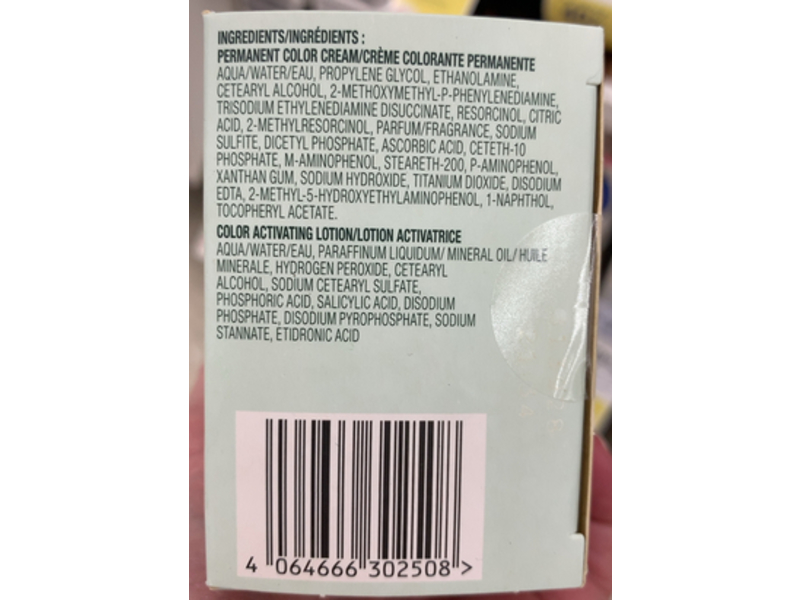 INGREDIENTS/INGRÉDIENTS :
PERMANENT COLOR CREAM/CRÈME COLORANTE PERMANENTE
AQUA/WATER/EAU, PROPYLENE GLYCOL, ETHANOLAMINE,
CETEARYL ALCOHOL, 2-METHOXYMETHYL-P-PHENYLENEDIAMINE,
TRISODIUM ETHYLENEDIAMINE DISUCCINATE, RESORCINOL, CITRIC
ACID, 2-METHYLRESORCINOL, PARFUM/FRAGRANCE, SODIUM
SULFITE, DICETYL PHOSPHATE, ASCORBIC ACID, CETETH-10
PHOSPHATE, M-AMINOPHENOL, STEARETH-200, P-AMINOPHENOL,
XANTHAN GUM, SODIUM HYDROXIDE, TITANIUM DIOXIDE, DISODIUM
EDTA, 2-METHYL-5-HYDROXYETHYLAMINOPHENOL, 1-NAPHTHOL,
TOCOPHERYL ACETATE.
COLOR ACTIVATING LOTION/LOTION ACTIVATRICE
AQUA/WATER/EAU, PARAFFINUM LIQUIDUM/ MINERAL OIL/ HUILE
MINERALE, HYDROGEN PEROXIDE, CETEARYL
ALCOHOL, SODIUM CETEARYL SULFATE,
PHOSPHORIC ACID, SALICYLIC ACID, DISODIUM
PHOSPHATE, DISODIUM PYROPHOSPHATE, SODIUM
STANNATE, ETIDRONIC ACID
4 064666 302508 >